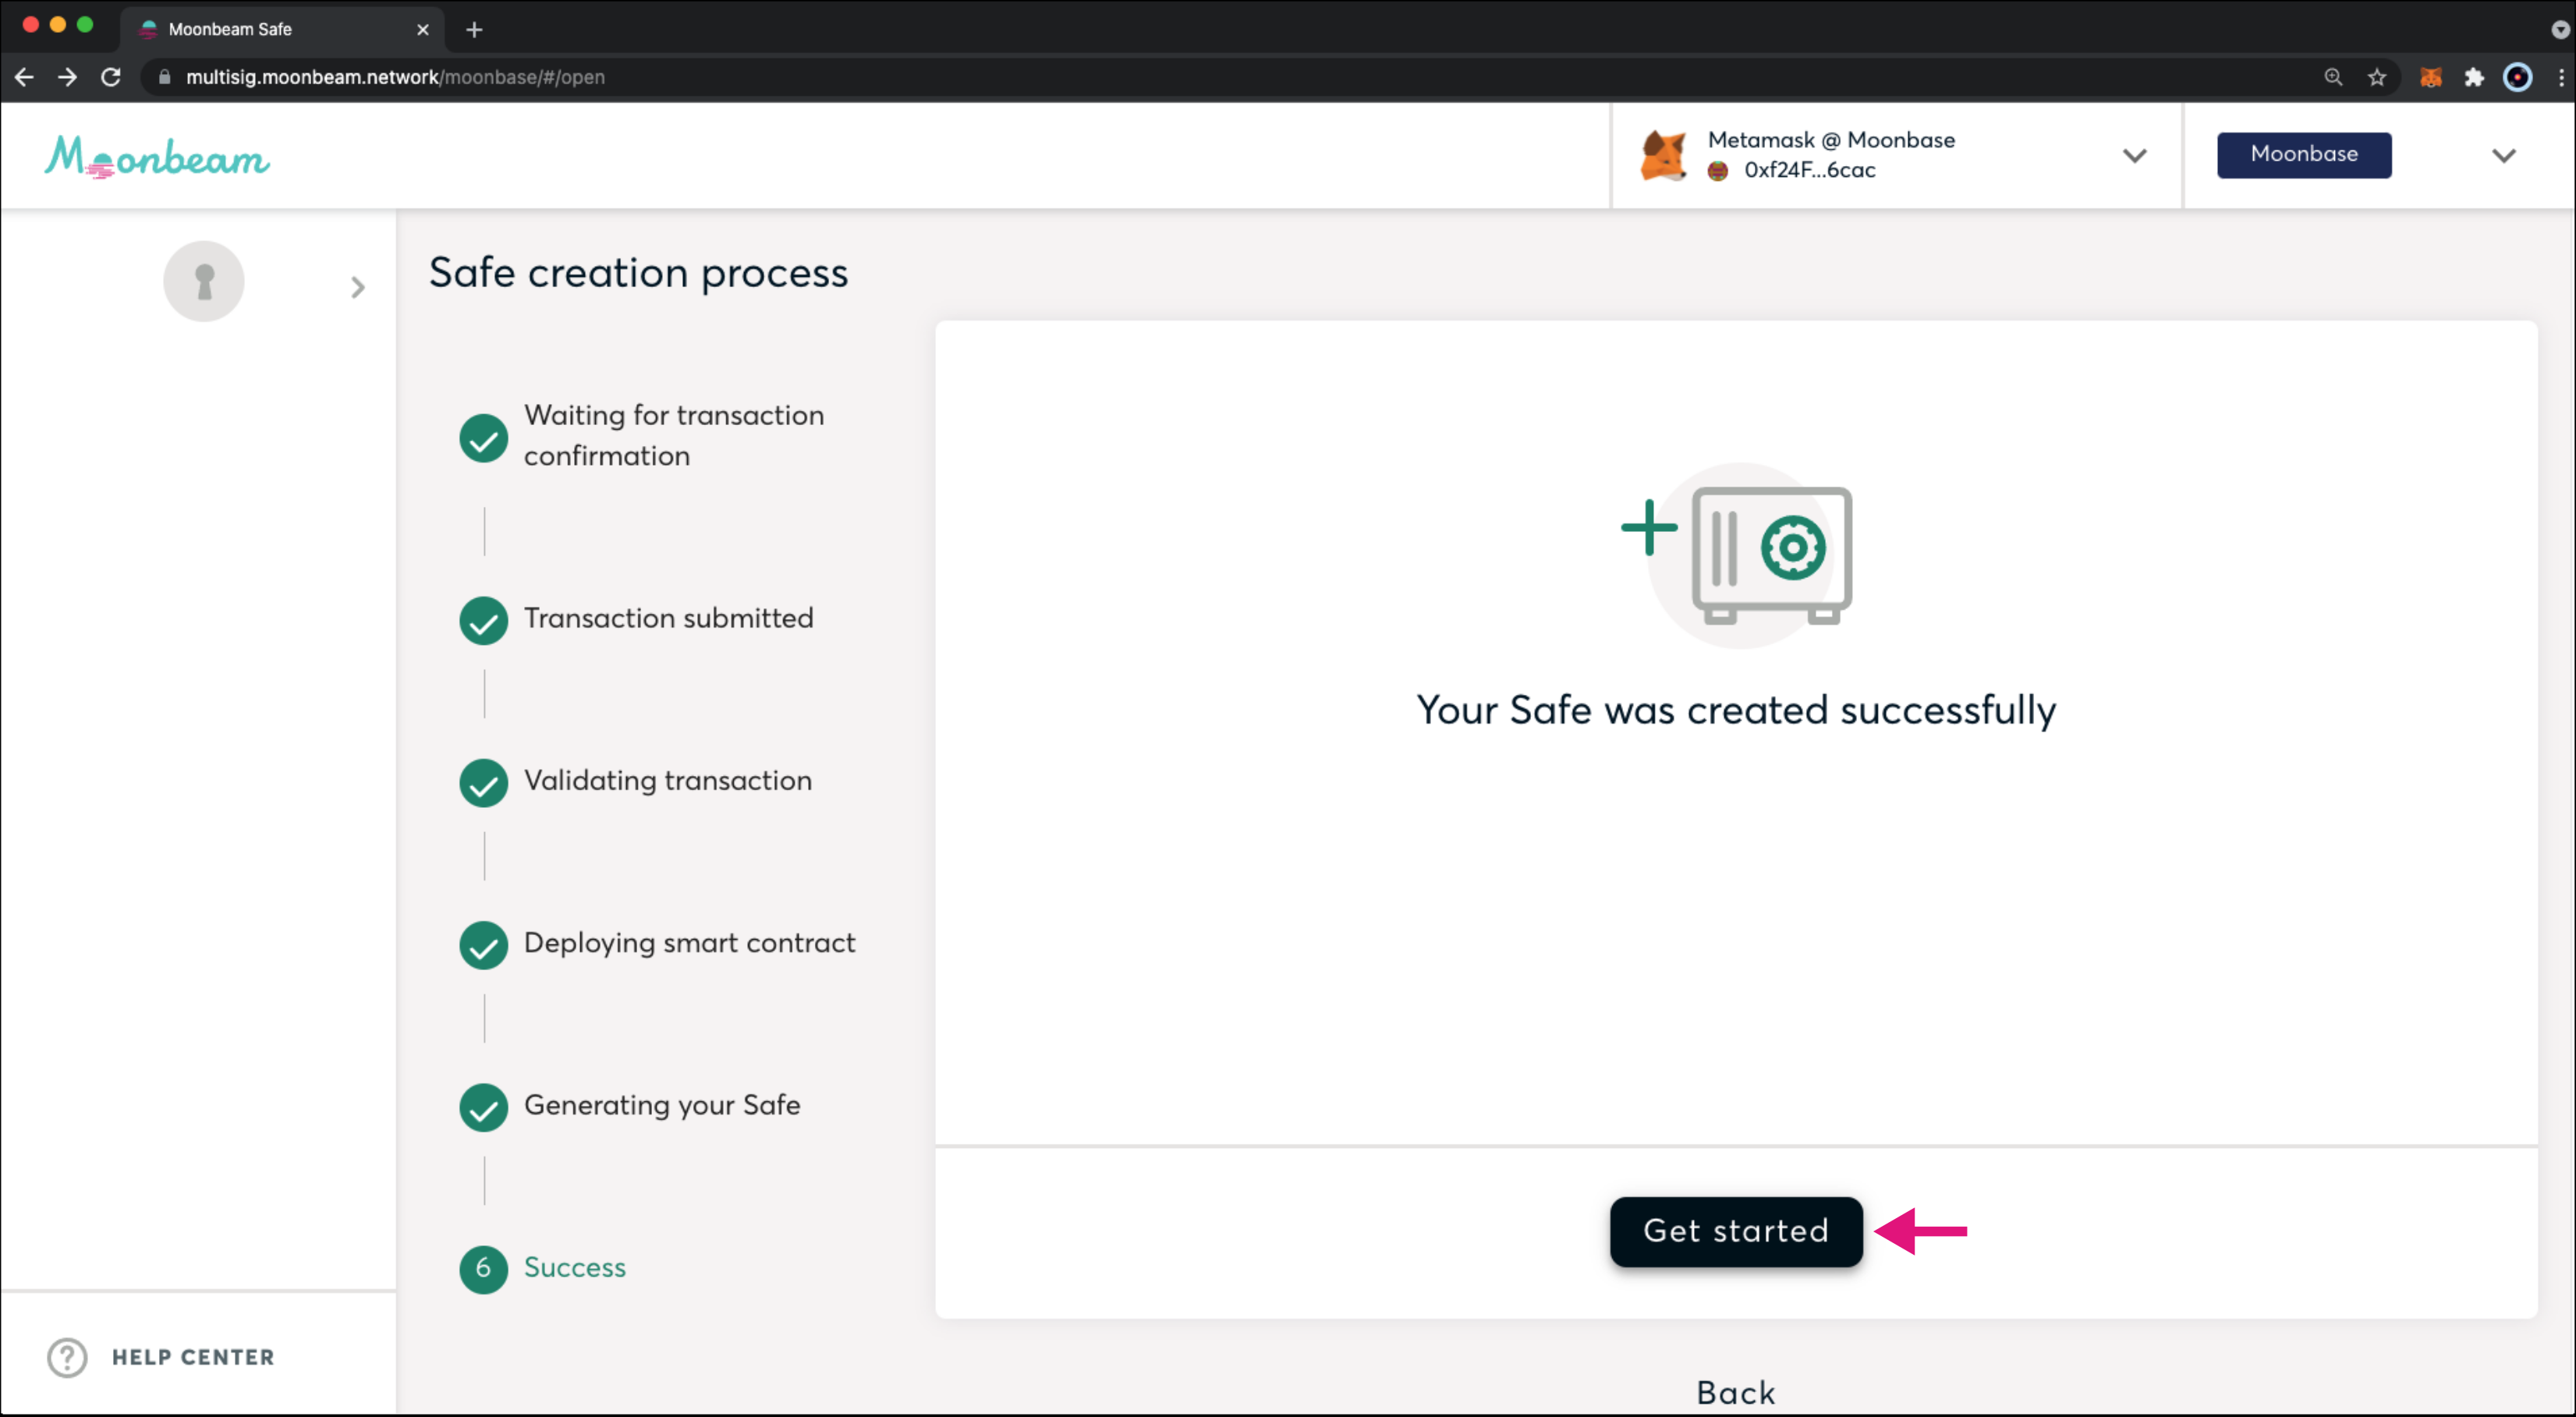 Moonbeam Safe
multisig.moonbeam.network/moonbase/#/open
Moonbeam
Metamask @ Moonbase
0xf24F...6cac
Moonbase
Safe creation process
Waiting for transaction
confirmation
Transaction submitted
Validating transaction
Deploying smart contract
Generating your Safe
6 Success
Your Safe was created successfully
Get started
Back
HELP CENTER